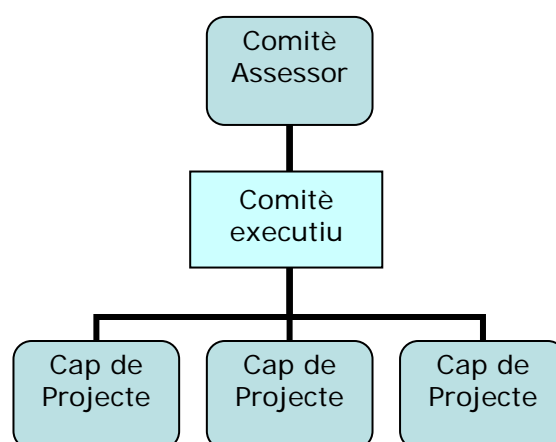 Comitè
Assessor
Comitè
executiu
Cap de
Projecte
Cap de
Projecte
Cap de
Projecte